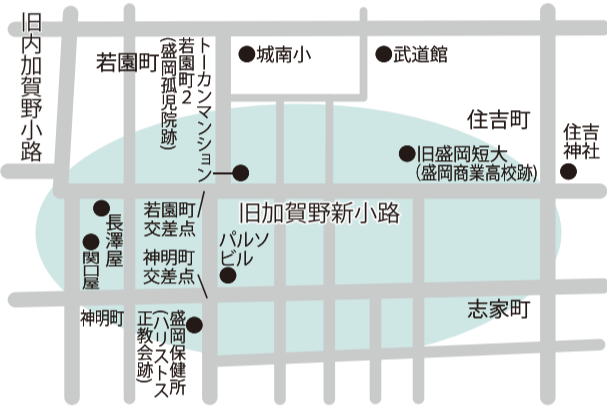 旧内加賀野小路
若園町
トーカンマンション
若園町2
(盛岡孤児院跡)
城南小
武道館
住吉町
住吉
神社
旧盛岡短大
(盛岡商業高校跡)
若園町
交差点
旧加賀野新小路
長澤屋
関口屋
パルソ
ビル
神明町
交差点
神明町
盛岡保健所
(ハリストス
正教会跡)
志家町